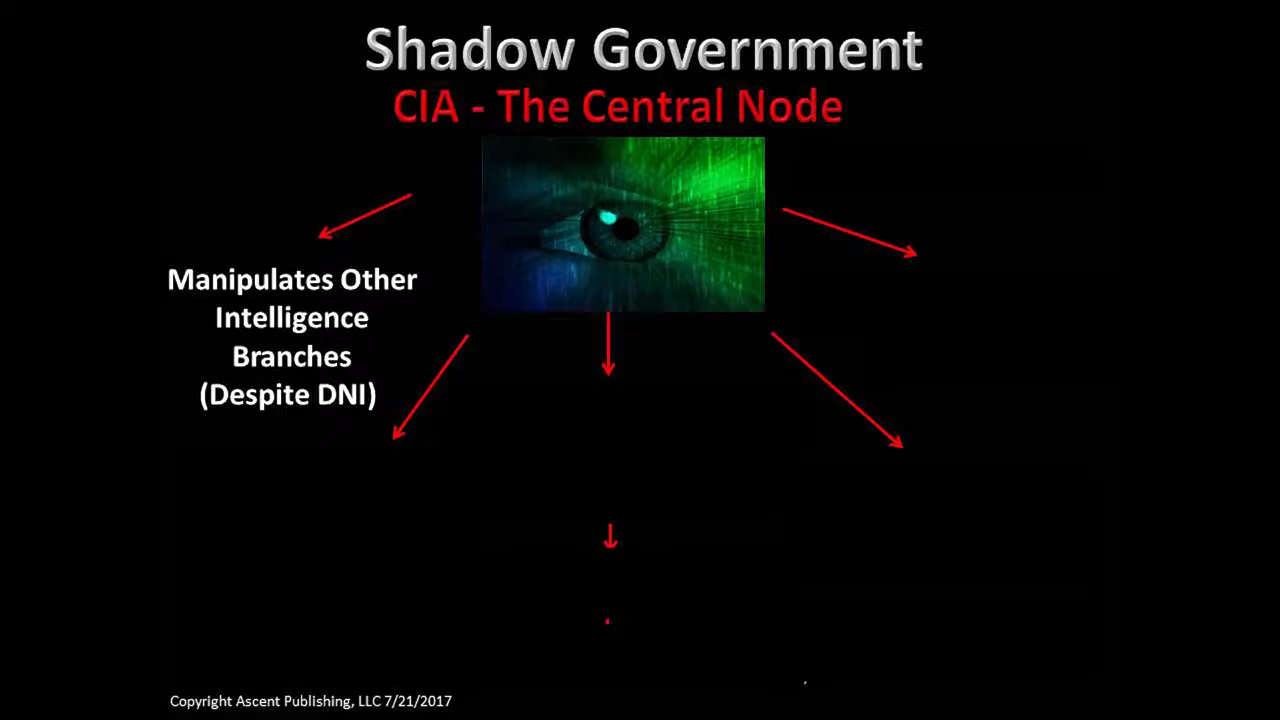 Shadow Government
CIA - The Central Node
Manipulates Other
Intelligence
Branches
(Despite DNI)
Copyright Ascent Publishing, LLC 7/21/2017